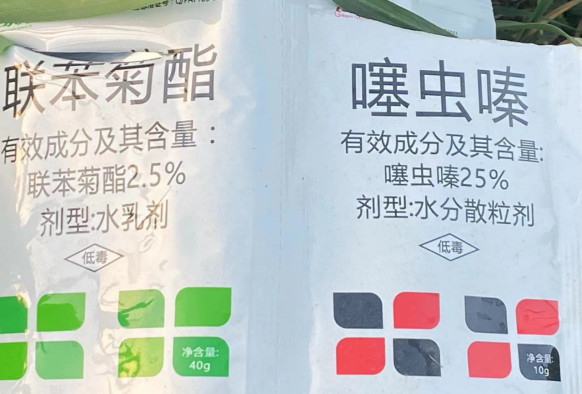 联苯菊酯
有效成分及其含量：
联苯菊酯2.5%
剂型:水乳剂
低毒
净含量:
40g
噻虫嗪
有效成分及其含量:
噻虫嗪25%
剂型:水分散粒剂
低毒
净含量:
10g